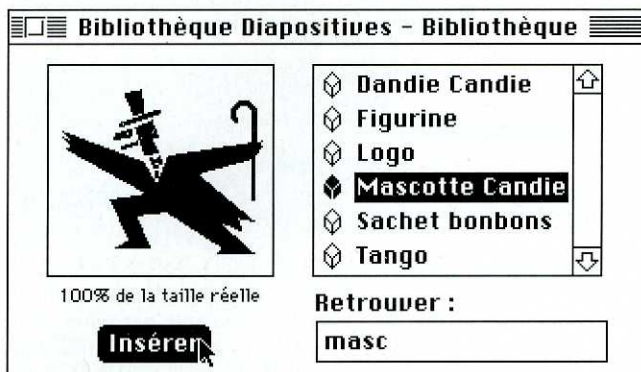 Bibliothèque Diapositives – Bibliothèque
Dandie Candie
Figurine
Logo
Mascotte Candie
Sachet bonbons
Tango
100% de la taille réelle
Insérer
Retrouver :
masc